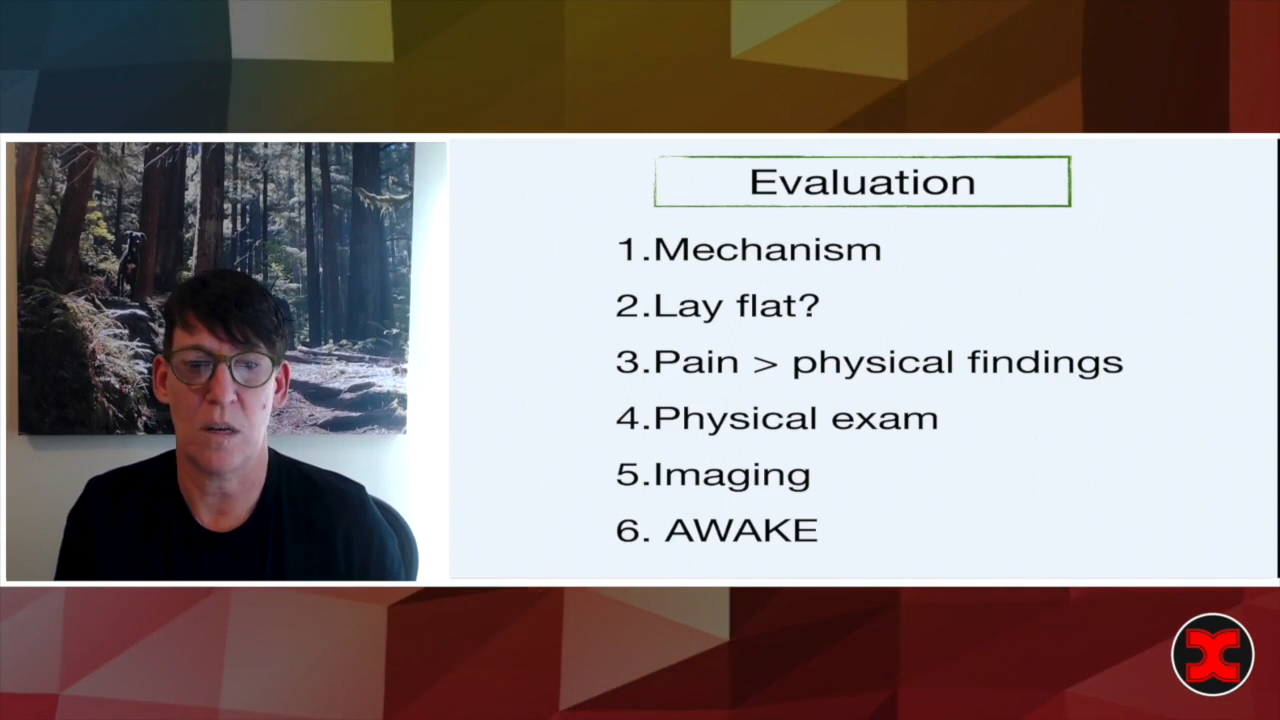 Evaluation
1.Mechanism
2.Lay flat?
3.Pain > physical findings
4.Physical exam
5.Imaging
6. AWAKE